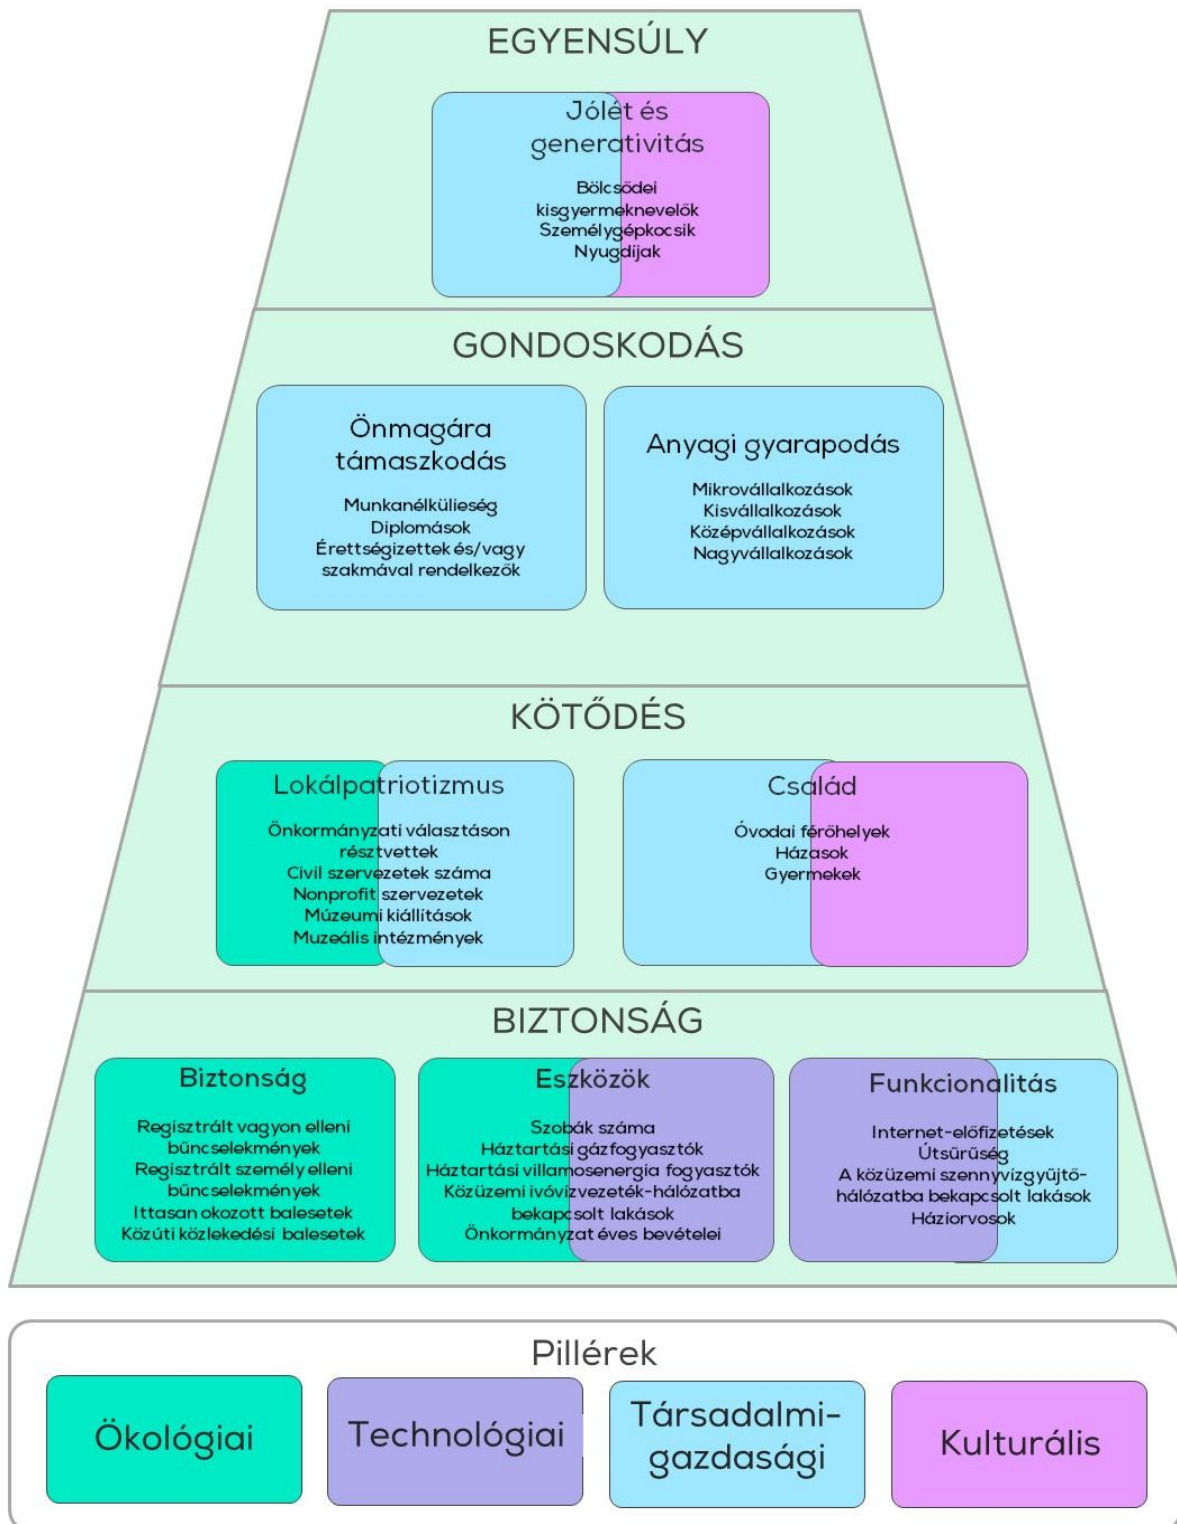 EGYENSÚLY
Jólét és
generativitás
Bölcsődei
kisgyermeknevelők
Személygépkocsik
Nyugdíjak
GONDOSKODÁS
Önmagára
támaszkodás
Munkanélkülieség
Diplomások
Érettségizettek és/vagy
szakmával rendelkezők
Anyagi gyarapodás
Mikrovállalkozások
Kisvállalkozások
Középvállalkozások
Nagyvállalkozások
KÖTŐDÉS
Lokálpatriotizmus
Önkormányzati választáson
résztvettek
Civil szervezetek száma
Nonprofit szervezetek
Múzeumi kiállítások
Muzeális intézmények
Család
Óvodai férőhelyek
Házasok
Gyermekek
BIZTONSÁG
Biztonság
Regisztrált vagyon elleni
bűncselekmények
Regisztrált személy elleni
bűncselekmények
Ittasan okozott balesetek
Közúti közlekedési balesetek
Eszközök
Szobák száma
Háztartási gázfogyasztók
Háztartási villamosenergia fogyasztók
Közüzemi ivóvízvezeték-hálózatba
bekapcsolt lakások
Önkormányzat éves bevételei
Funkcionalitás
Internet-előfizetések
Útsűrűség
A közüzemi szennyvízgyűjtő-
hálózatba bekapcsolt lakások
Háziorvosok
Pillérek
Ökológiai
Technológiai
Társadalmi-
gazdasági
Kulturális